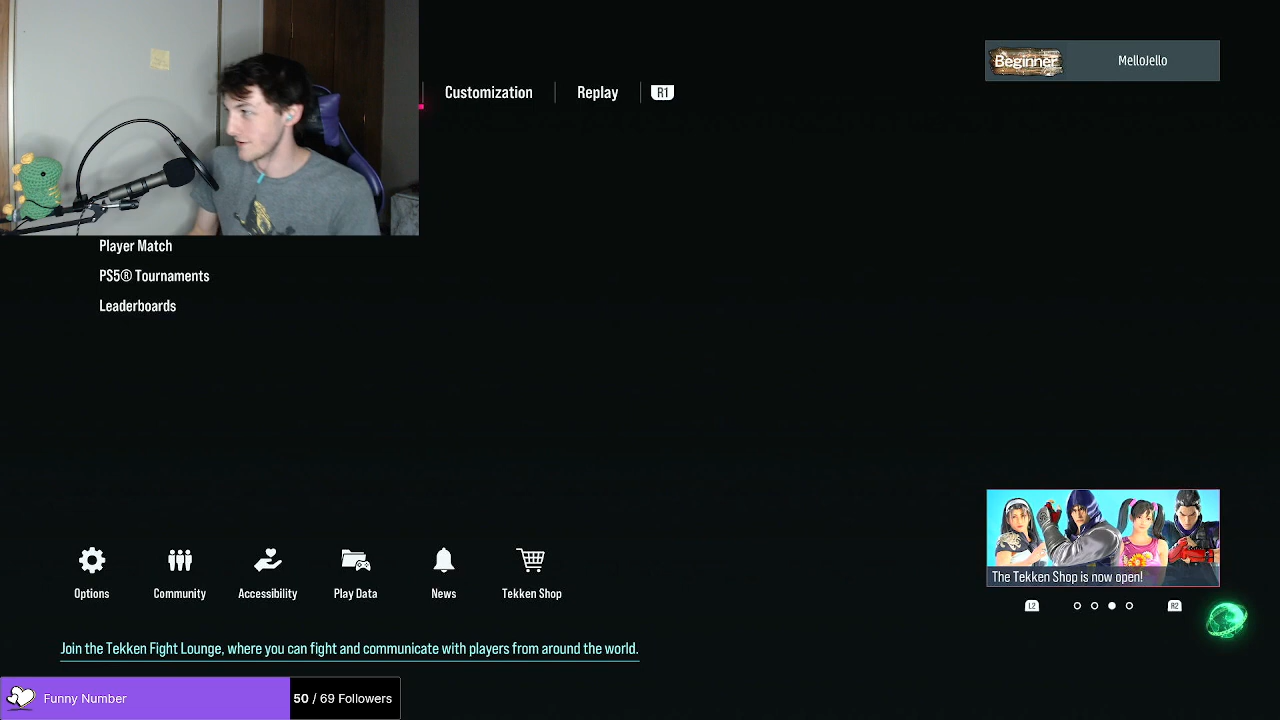 Beginner MelloJello
Customization Replay R1
Player Match
PS5® Tournaments
Leaderboards
The Tekken Shop is now open!
L2 R2
Options Community Accessibility Play Data News Tekken Shop
Join the Tekken Fight Lounge, where you can fight and communicate with players from around the world.
Funny Number 50 / 69 Followers